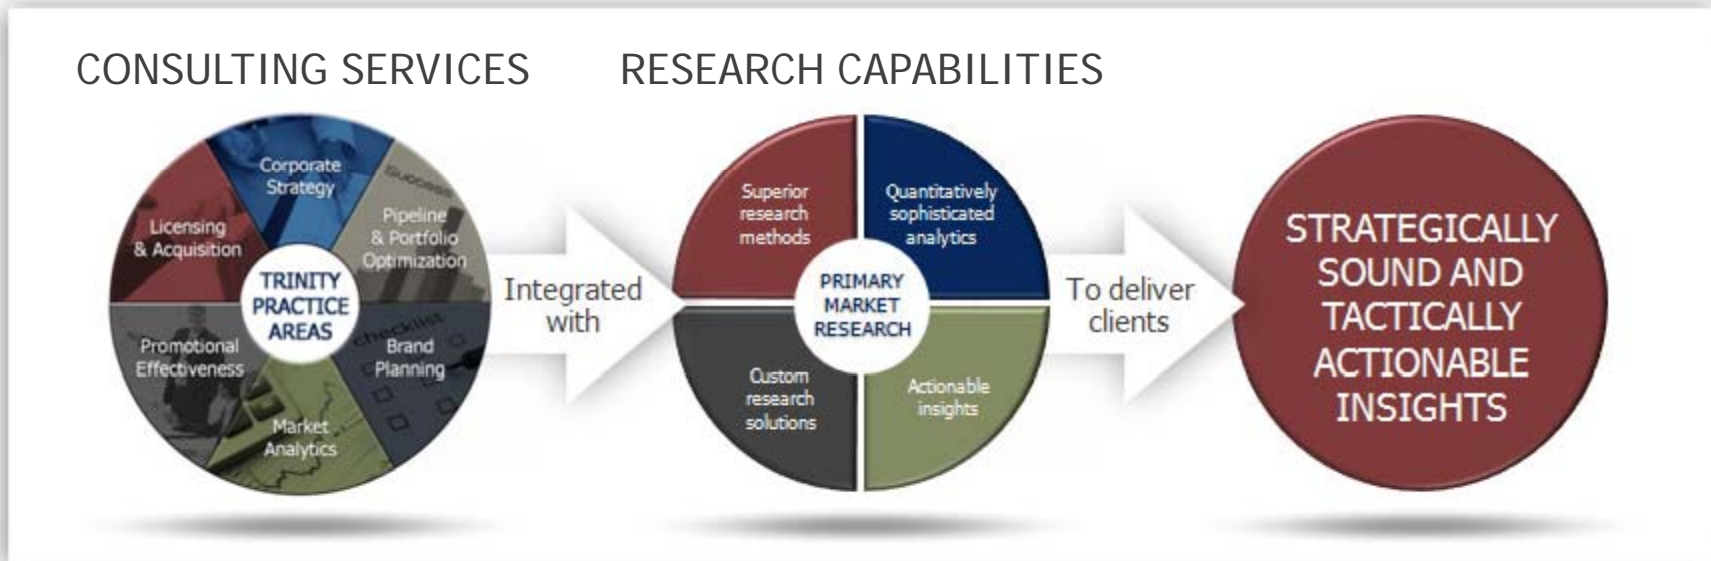 CONSULTING SERVICES
RESEARCH CAPABILITIES
Corporate
Strategy
Success
Pipeline
& Portfolio
Optimization
Licensing
& Acquisition
TRINITY
PRACTICE
AREAS
checklist
Brand
Planning
Promotional
Effectiveness
Market
Analytics
Integrated
with
Superior
research
methods
Quantitatively
sophisticated
analytics
PRIMARY
MARKET
RESEARCH
Custom
research
solutions
Actionable
insights
To deliver
clients
STRATEGICALLY
SOUND AND
TACTICALLY
ACTIONABLE
INSIGHTS